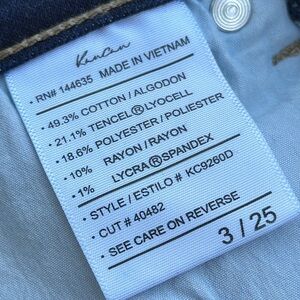 KanCan
• RN# 144635 MADE IN VIETNAM
• 49.3% COTTON / ALGODON
• 21.1% TENCEL®LYOCELL
• 18.6% POLYESTER / POLIESTER
• 10% RAYON / RAYON
• 1% LYCRA®SPANDEX
• STYLE / ESTILO # KC9260D
• CUT # 40482
• SEE CARE ON REVERSE
3 / 25